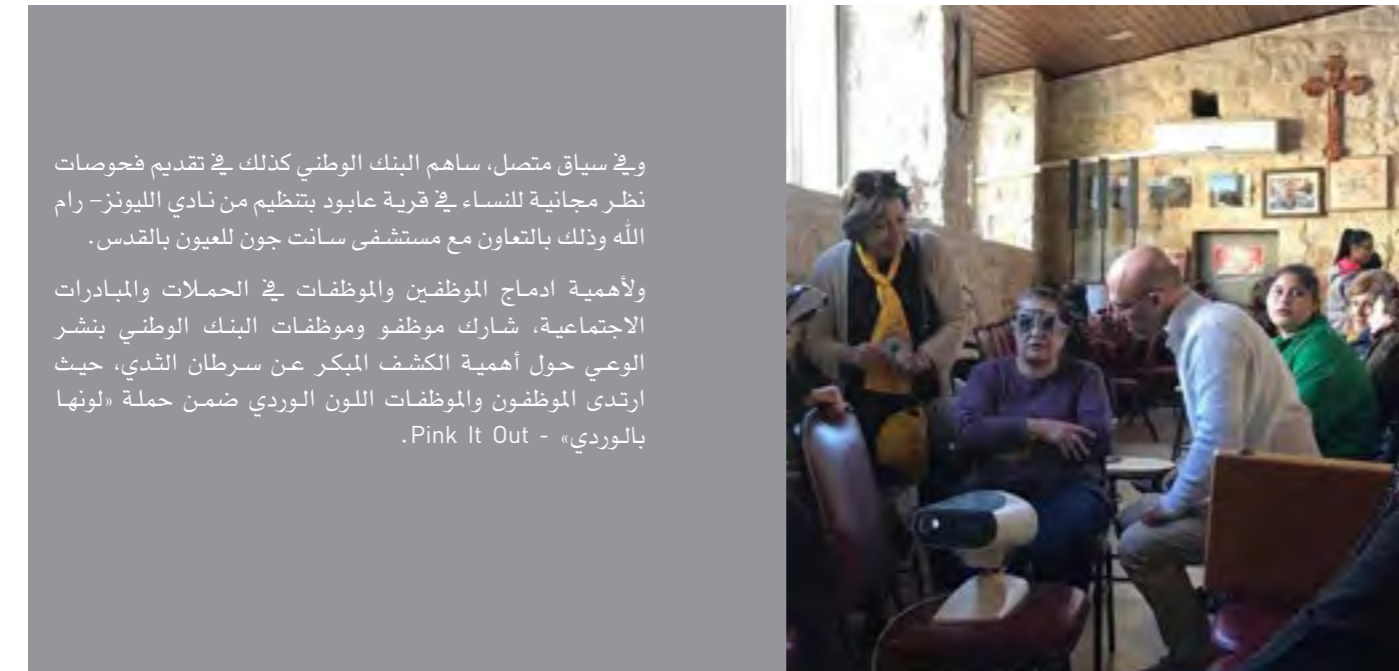 وفي سياق متصل، ساهم البنك الوطني كذلك في تقديم فحوصات
نظر مجانية للنساء في قرية عابود بتنظيم من نادي الليونز– رام
الله وذلك بالتعاون مع مستشفى سانت جون للعيون بالقدس.
ولأهمية ادماج الموظفين والموظفات في الحملات والمبادرات
الاجتماعية، شارك موظفو وموظفات البنك الوطني بنشر
الوعي حول أهمية الكشف المبكر عن سرطان الثدي، حيث
ارتدى الموظفون والموظفات اللون الوردي ضمن حملة «لونها
بالوردي» - Pink It Out.